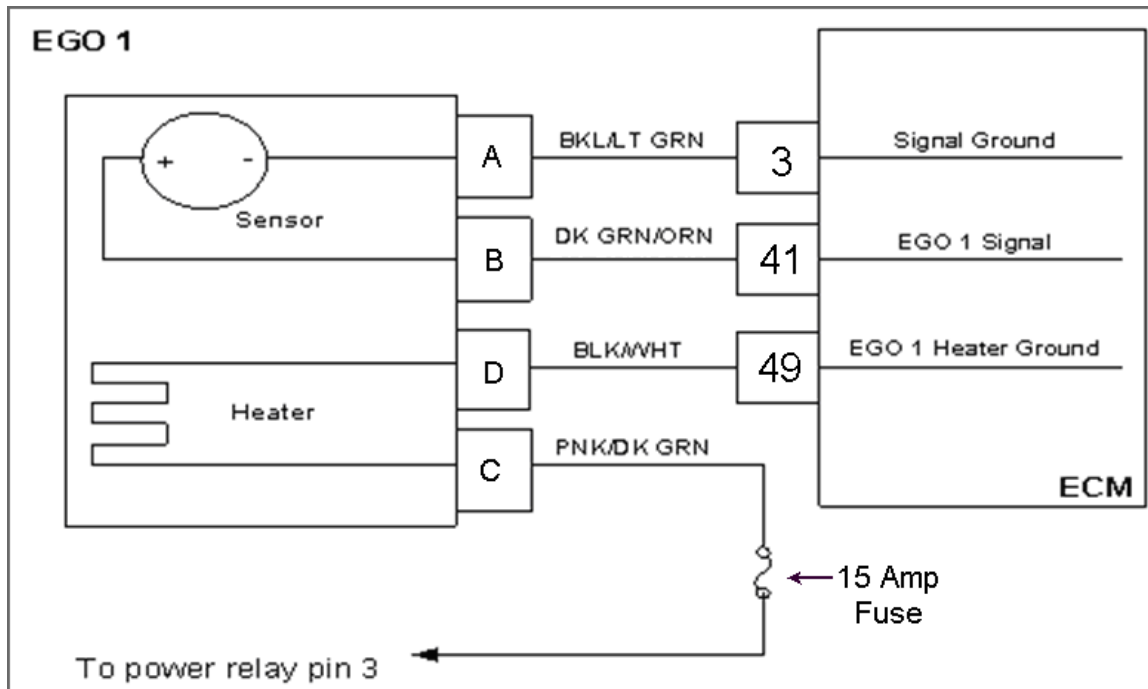 EGO 1
+ -
Sensor
Heater
A
B
D
C
BKL/LT GRN
DK GRN/ORN
BLK/WHT
PNK/DK GRN
3
41
49
Signal Ground
EGO 1 Signal
EGO 1 Heater Ground
ECM
15 Amp
Fuse
To power relay pin 3